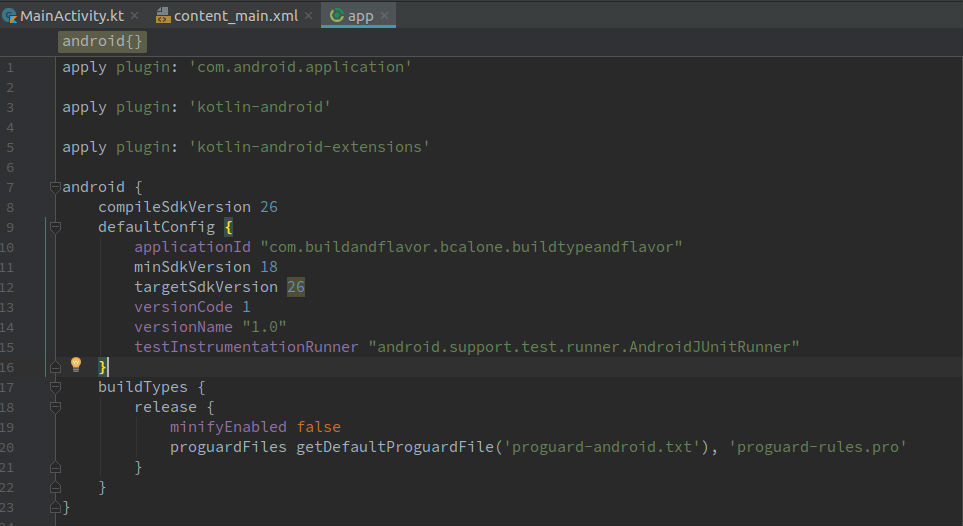 MainActivity.kt × content_main.xml × app ×
android{}
1 apply plugin: 'com.android.application'
2
3 apply plugin: 'kotlin-android'
4
5 apply plugin: 'kotlin-android-extensions'
6
7 android {
8 compileSdkVersion 26
9 defaultConfig {
10 applicationId "com.buildandflavor.bcalone.buildtypeandflavor"
11 minSdkVersion 18
12 targetSdkVersion 26
13 versionCode 1
14 versionName "1.0"
15 testInstrumentationRunner "android.support.test.runner.AndroidJUnitRunner"
16 }
17 buildTypes {
18 release {
19 minifyEnabled false
20 proguardFiles getDefaultProguardFile('proguard-android.txt'), 'proguard-rules.pro'
21 }
22 }
23 }